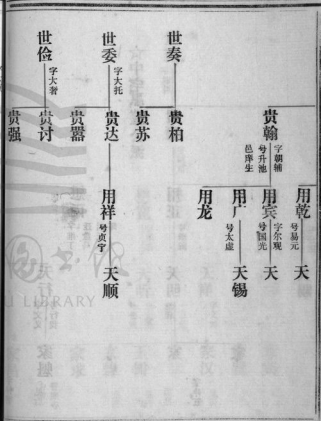 贵翰
字朝辅
号升池
邑庠生
用乾
号易元
天
用宾
字尔观
号国光
天
用广
号太虚
天锡
用龙
世奏
贵柏
贵苏
世委
字大托
贵达
用祥
号贞宇
天顺
贵嚣
世俭
字大奢
贵讨
贵强
LIBRARY